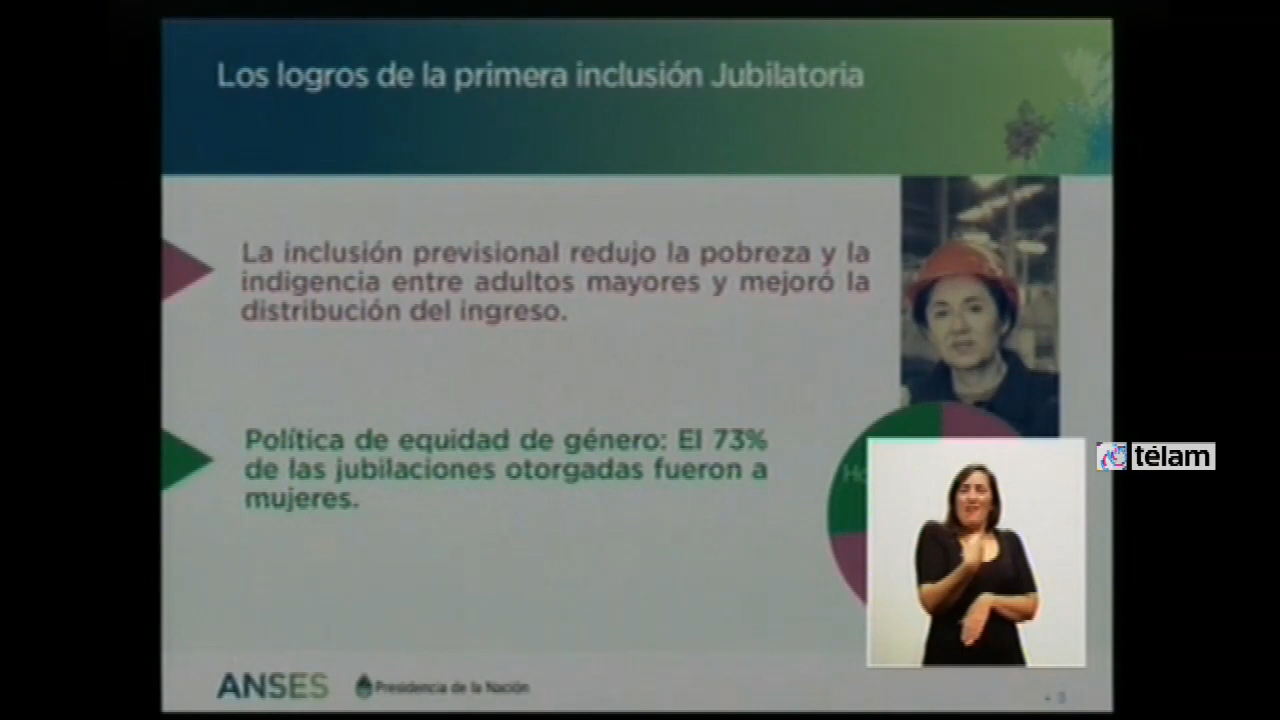 Los logros de la primera inclusión Jubilatoria
La inclusión previsional redujo la pobreza y la
indigencia entre adultos mayores y mejoró la
distribución del ingreso.
Política de equidad de género: El 73%
de las jubilaciones otorgadas fueron a
mujeres.
télam
ANSES
Presidencia de la Nación
3